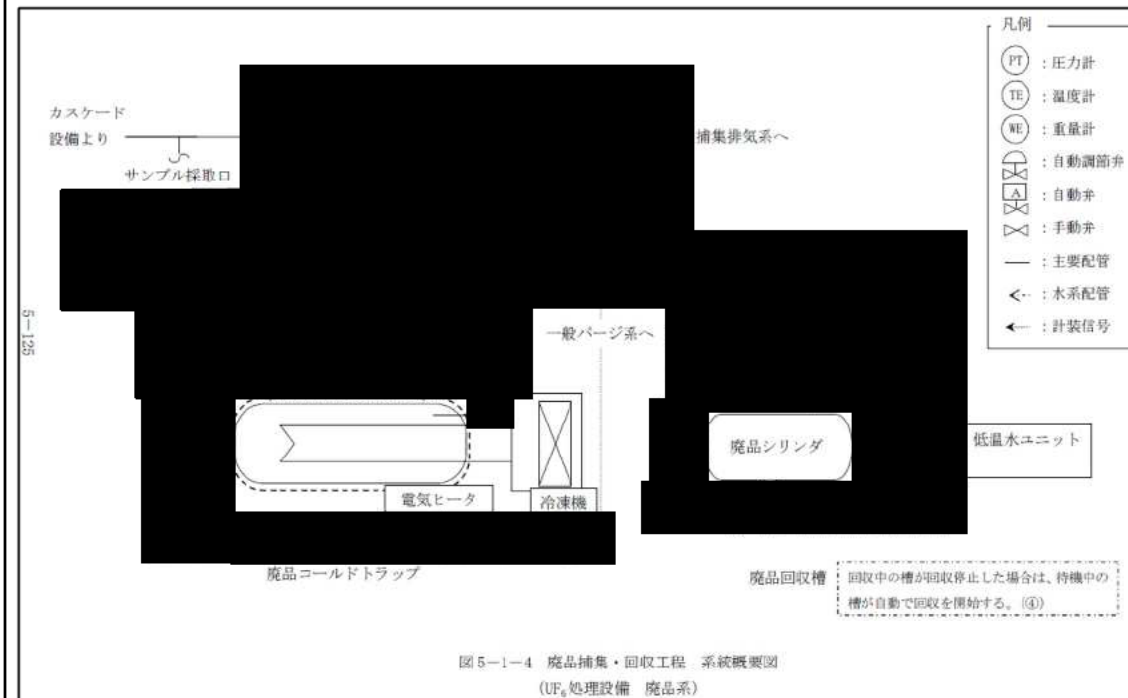 凡例
PT : 圧力計
TE : 温度計
WE : 重量計
: 自動調節弁
A : 自動弁
: 手動弁
: 主要配管
: 水系配管
: 計装信号
カスケード
設備より
サンプル採取口
捕集排気系へ
5-125
一般パージ系へ
電気ヒータ
冷凍機
廃品シリンダ
低温水ユニット
廃品コールドトラップ
廃品回収槽
回収中の槽が回収停止した場合は、待機中の
槽が自動で回収を開始する。(④)
図5-1-4 廃品捕集・回収工程 系統概要図
(UF₆処理設備 廃品系)